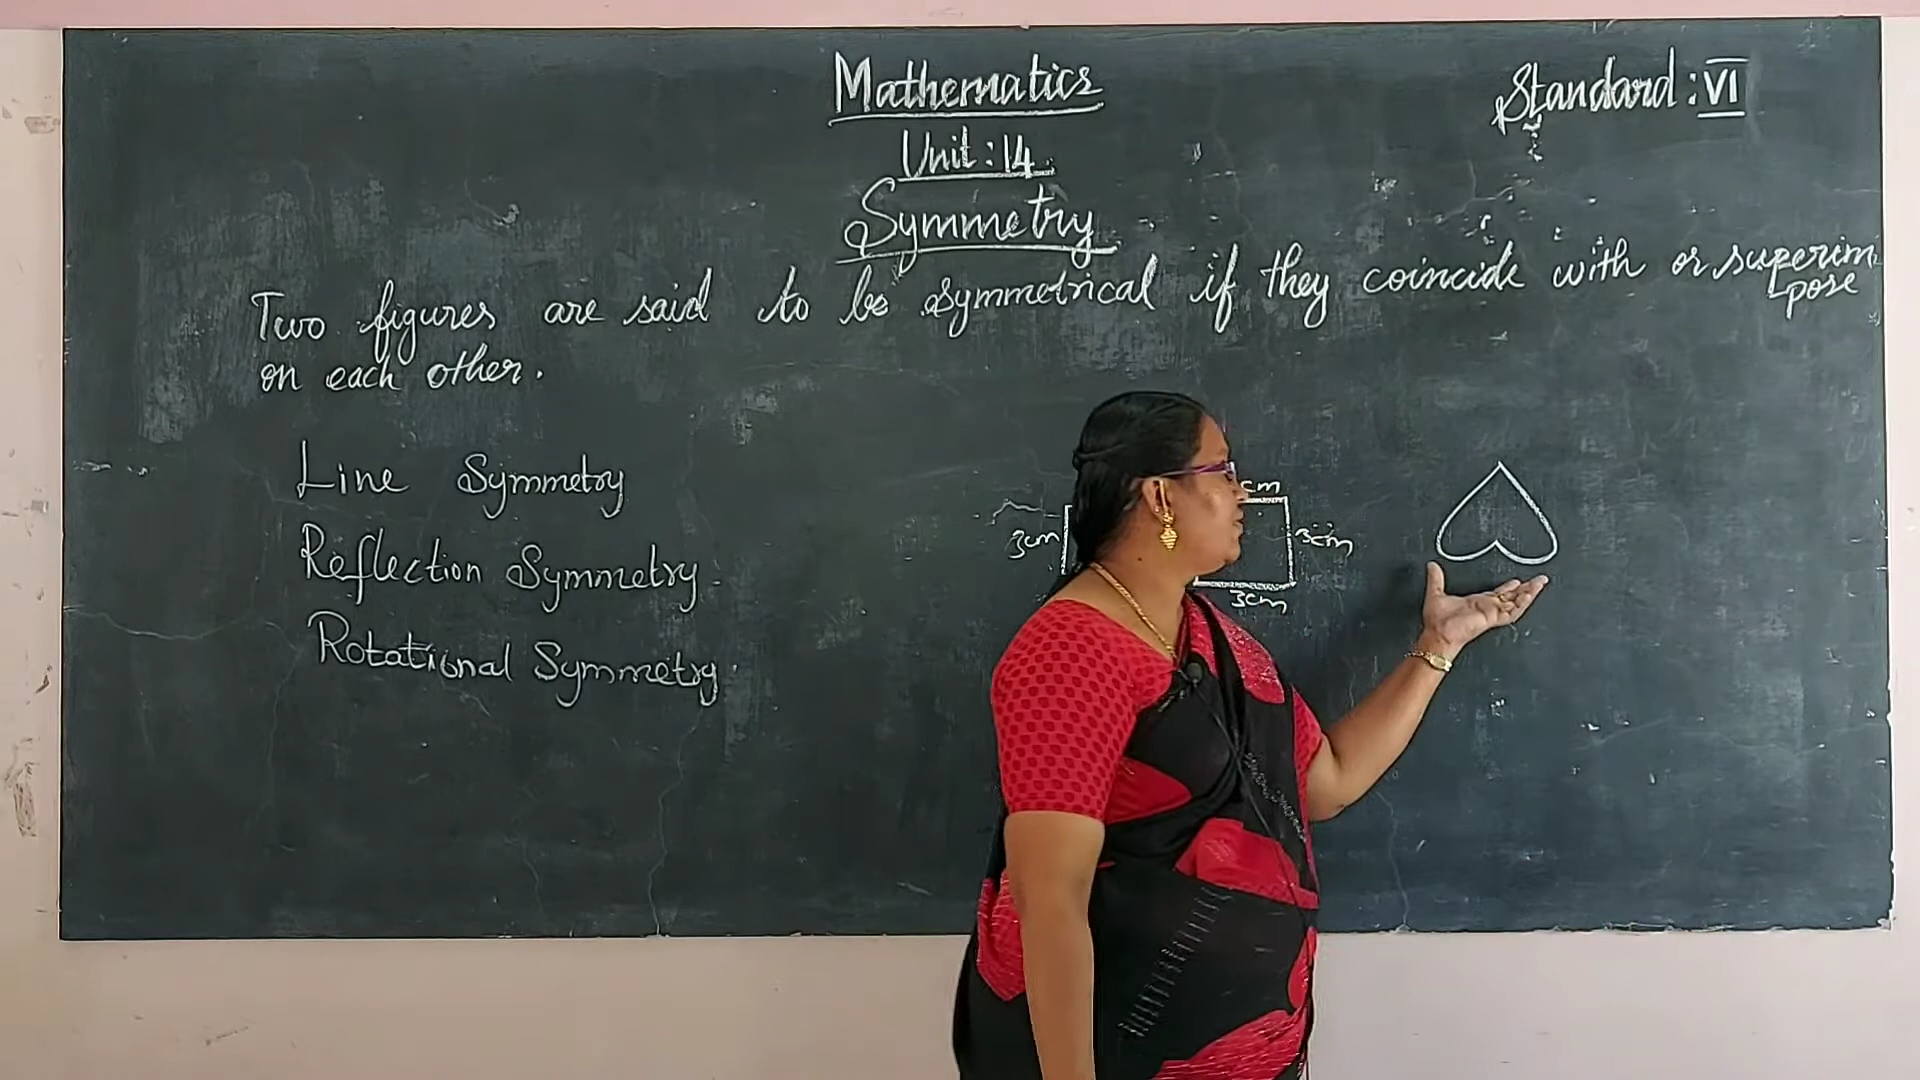 Mathematics
Standard : VI
Unit : 14
Symmetry
Two figures are said to be symmetrical if they coincide with or superim
pose
on each other.
Line Symmetry
Reflection Symmetry
Rotational Symmetry
cm
3cm
3cm
3cm